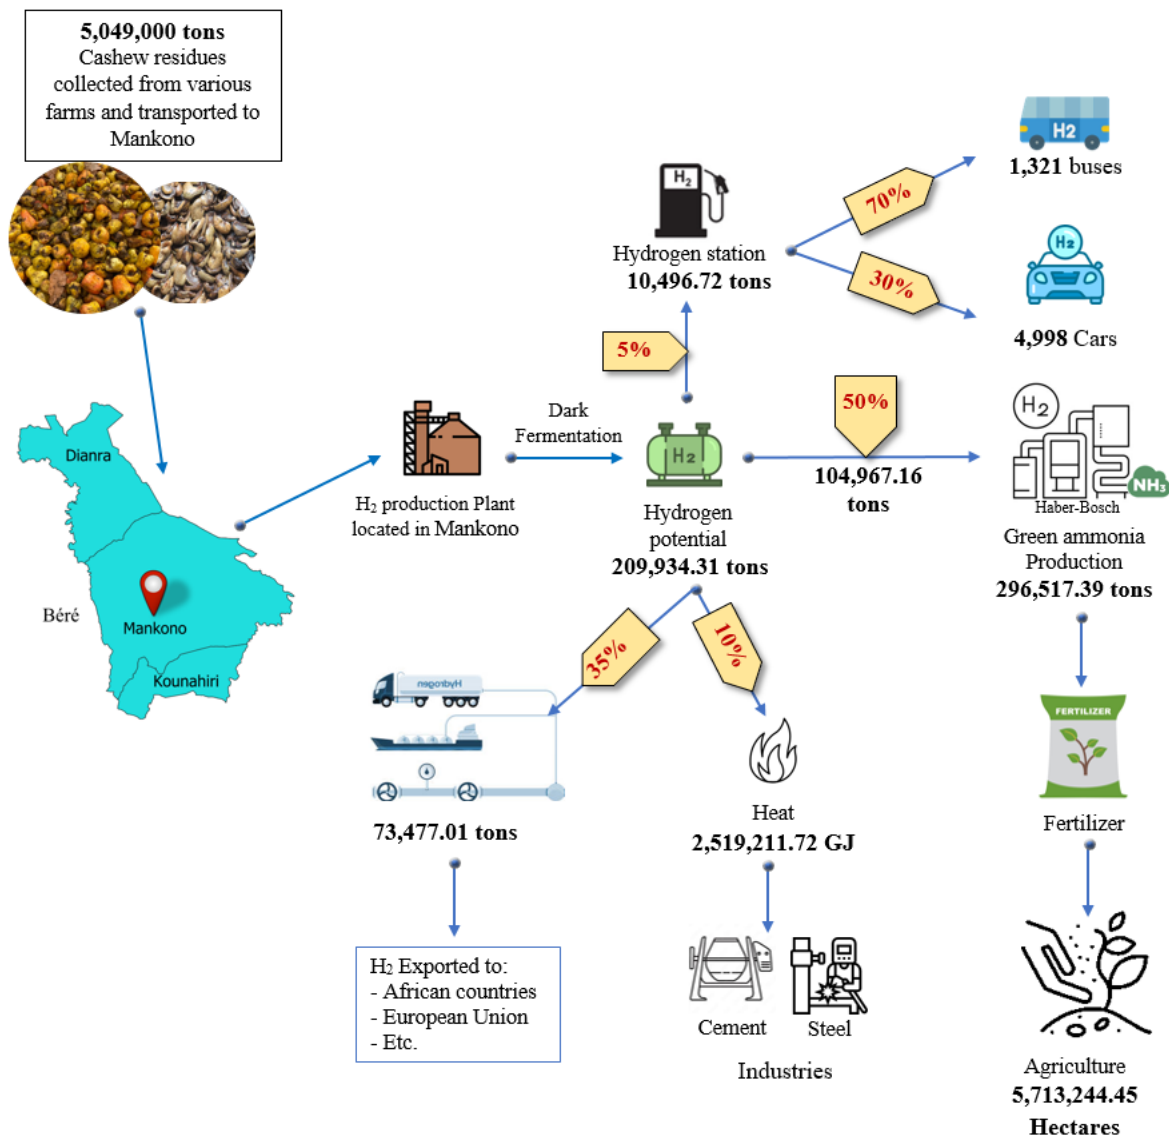 5,049,000 tons
Cashew residues
collected from various
farms and transported to
Mankono
H2
1,321 buses
H2
70%
Hydrogen station
10,496.72 tons
30%
H2
4,998 Cars
5%
Dianra
Béré
Mankono
Kounahiri
H2 production Plant
located in Mankono
Dark
Fermentation
H2
Hydrogen
potential
209,934.31 tons
50%
104,967.16
tons
H2
NH3
Haber-Bosch
Green ammonia
Production
296,517.39 tons
35%
10%
Hydrogen
73,477.01 tons
H2 Exported to:
- African countries
- European Union
- Etc.
Heat
2,519,211.72 GJ
Cement
Steel
Industries
FERTILIZER
Fertilizer
Agriculture
5,713,244.45
Hectares